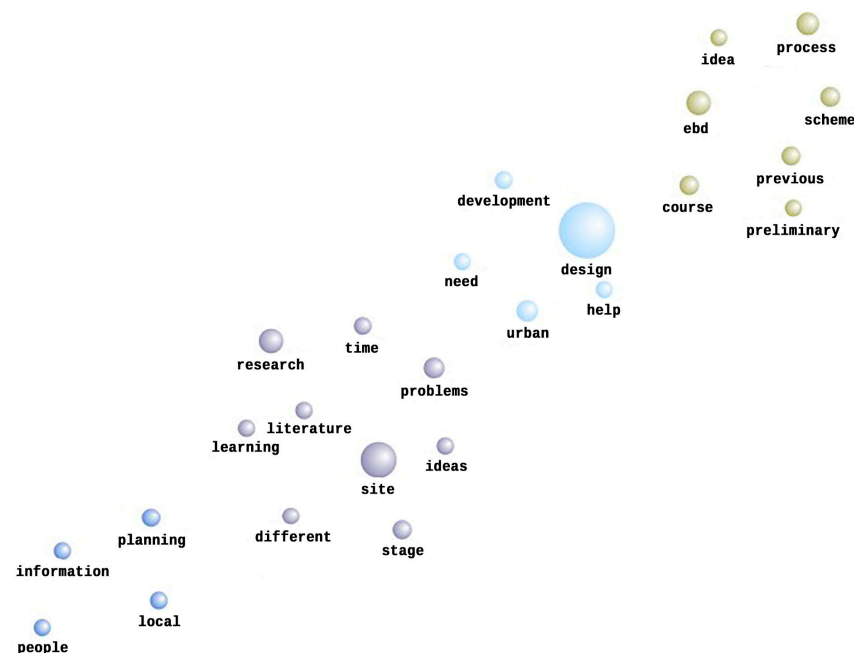 process
idea
scheme
ebd
previous
development
course
preliminary
design
need
help
urban
time
research
problems
literature
learning
ideas
site
different
planning
stage
information
local
people